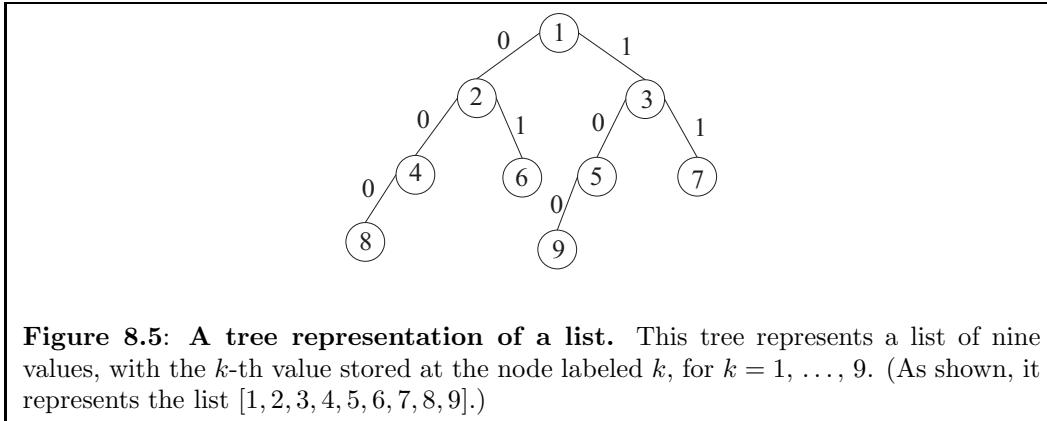 1
0 1
2 3
0 1 0 1
4 6 5 7
0 0
8 9
Figure 8.5: A tree representation of a list. This tree represents a list of nine
values, with the k-th value stored at the node labeled k, for k = 1, ..., 9. (As shown, it
represents the list [1, 2, 3, 4, 5, 6, 7, 8, 9].)